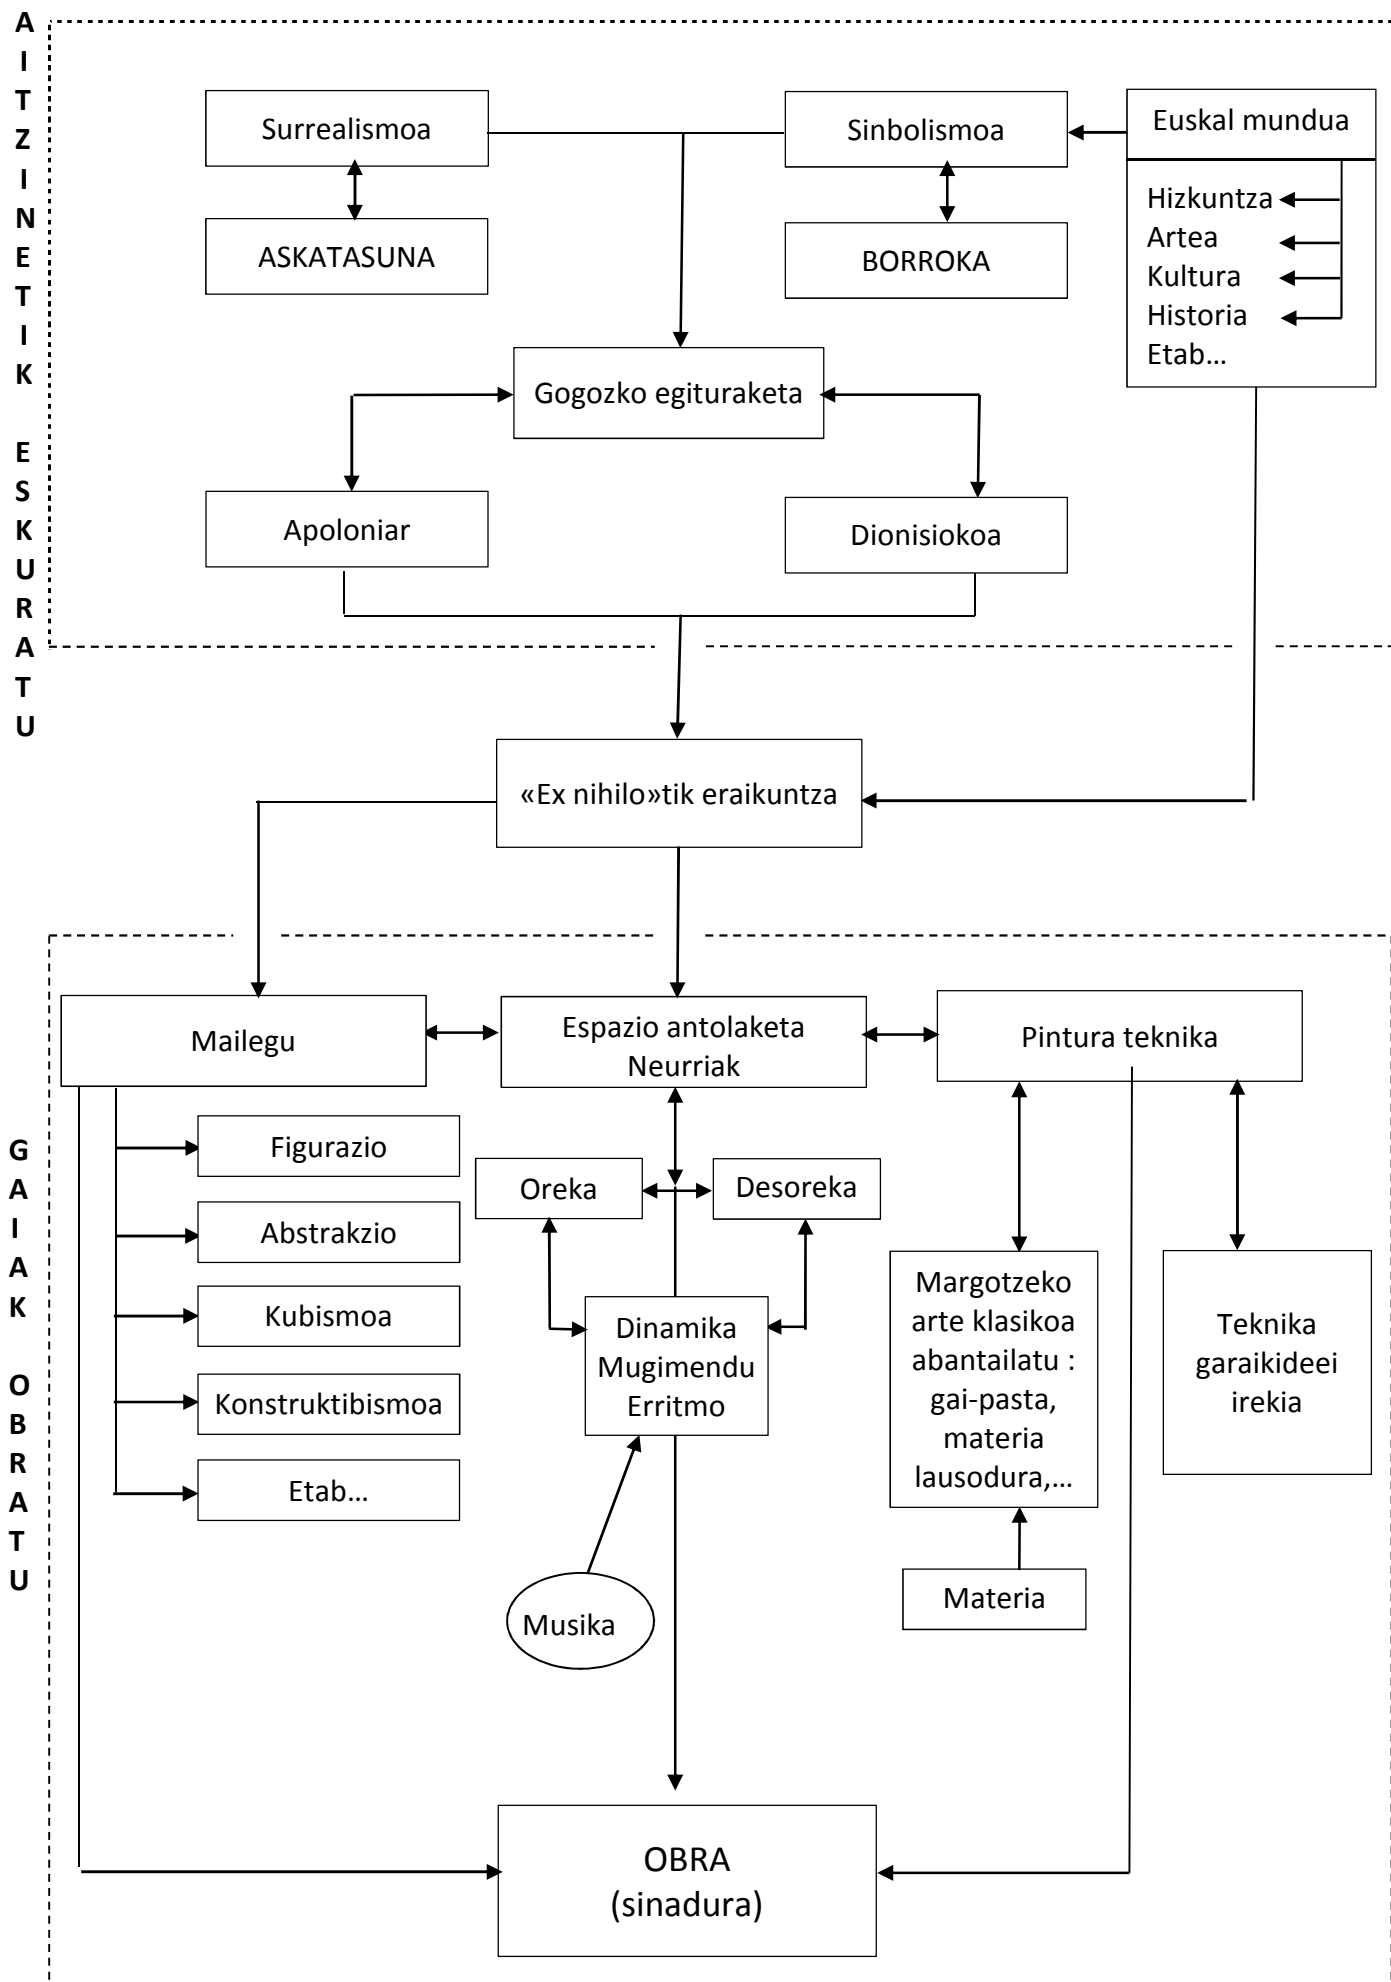 AITZINETIK ESKURATU
Surrealismoa
Sinbolismoa
Euskal mundua
ASKATASUNA
BORROKA
Hizkuntza
Artea
Kultura
Historia
Etab...
Gogozko egituraketa
Apoloniar
Dionisiokoa
«Ex nihilo»tik eraikuntza
GAIAK OBRATU
Mailegu
Espazio antolaketa
Neurriak
Pintura teknika
Figurazio
Abstrakzio
Kubismoa
Konstruktibismoa
Etab...
Oreka
Desoreka
Dinamika
Mugimendu
Erritmo
Musika
Margotzeko
arte klasikoa
abantailatu :
gai-pasta,
materia
lausodura,...
Teknika
garaikideei
irekia
Materia
OBRA
(sinadura)